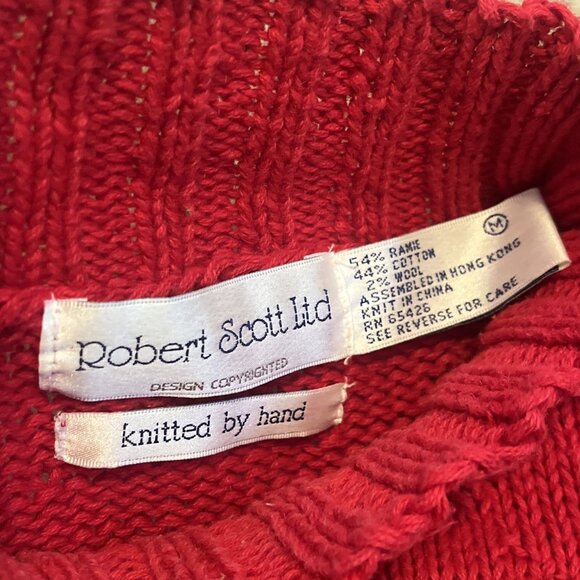 Robert Scott Ltd
DESIGN COPYRIGHTED
knitted by hand
M
54% RAMIE
44% COTTON
2% WOOL
ASSEMBLED IN HONG KONG
KNIT IN CHINA
RN 65426
SEE REVERSE FOR CARE